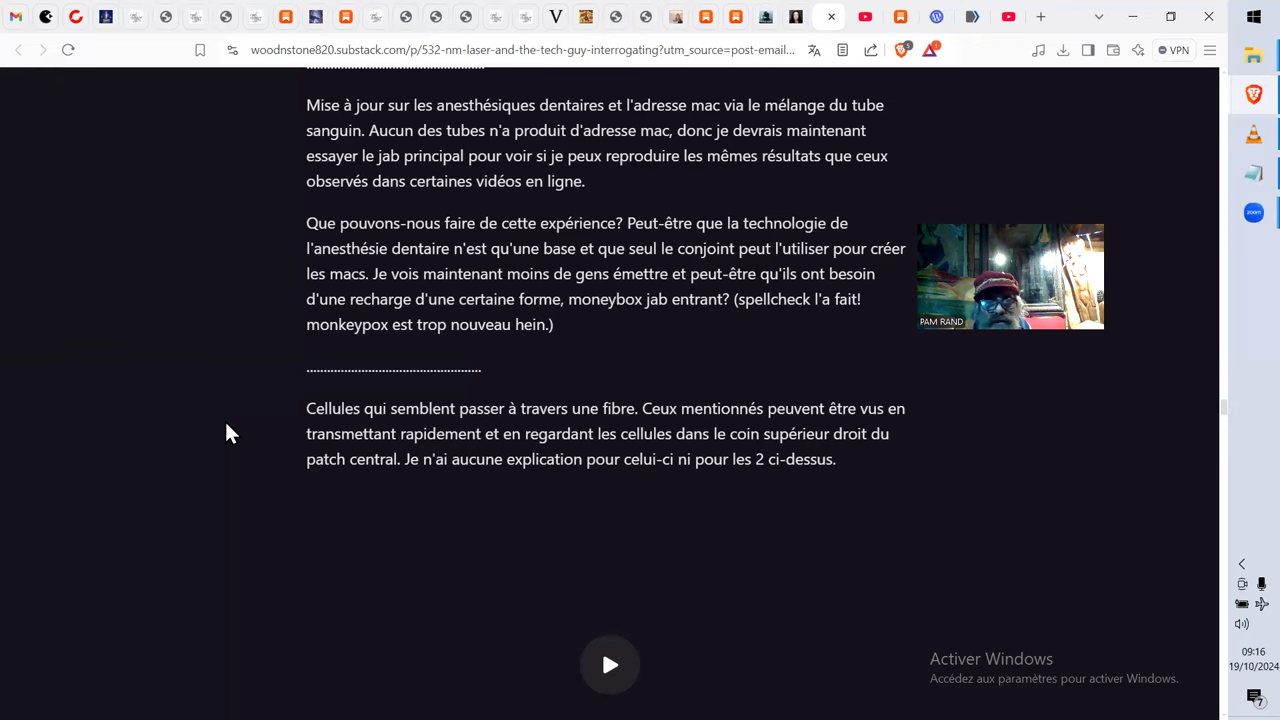 woodnstone820.substack.com/p/532-nm-laser-and-the-tech-guy-interrogating?utm_source=post-email...
VPN
Mise à jour sur les anesthésiques dentaires et l'adresse mac via le mélange du tube
sanguin. Aucun des tubes n'a produit d'adresse mac, donc je devrais maintenant
essayer le jab principal pour voir si je peux reproduire les mêmes résultats que ceux
observés dans certaines vidéos en ligne.
Que pouvons-nous faire de cette expérience? Peut-être que la technologie de
l'anesthésie dentaire n'est qu'une base et que seul le conjoint peut l'utiliser pour créer
les macs. Je vois maintenant moins de gens émettre et peut-être qu'ils ont besoin
d'une recharge d'une certaine forme, moneybox jab entrant? (spellcheck l'a fait!
monkeypox est trop nouveau hein.)
..................................................
Cellules qui semblent passer à travers une fibre. Ceux mentionnés peuvent être vus en
transmettant rapidement et en regardant les cellules dans le coin supérieur droit du
patch central. Je n'ai aucune explication pour celui-ci ni pour les 2 ci-dessus.
PAM RAND
zoom
Activer Windows
Accédez aux paramètres pour activer Windows.
09:16
19/10/2024
7